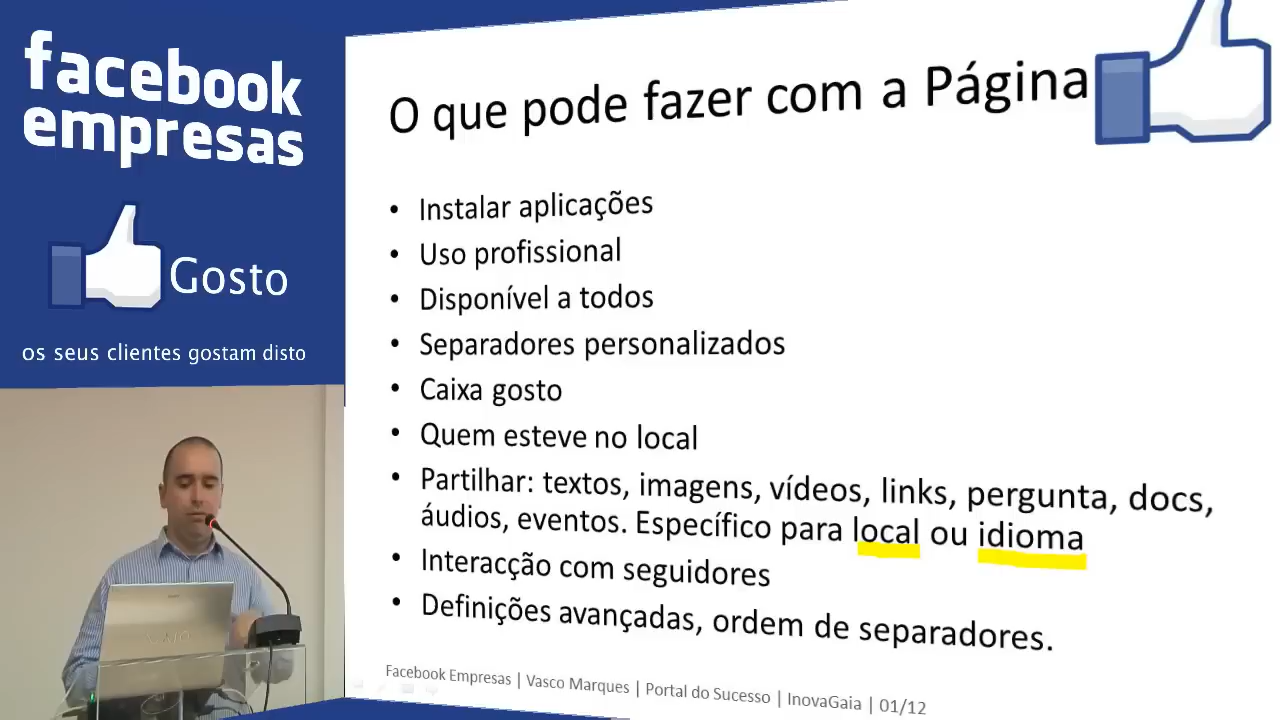 facebook
empresas
Gosto
os seus clientes gostam disto
O que pode fazer com a Página
• Instalar aplicações
• Uso profissional
• Disponível a todos
• Separadores personalizados
• Caixa gosto
• Quem esteve no local
• Partilhar: textos, imagens, vídeos, links, pergunta, docs,
áudios, eventos. Específico para local ou idioma
• Interacção com seguidores
• Definições avançadas, ordem de separadores.
Facebook Empresas | Vasco Marques | Portal do Sucesso | InovaGaia | 01/12